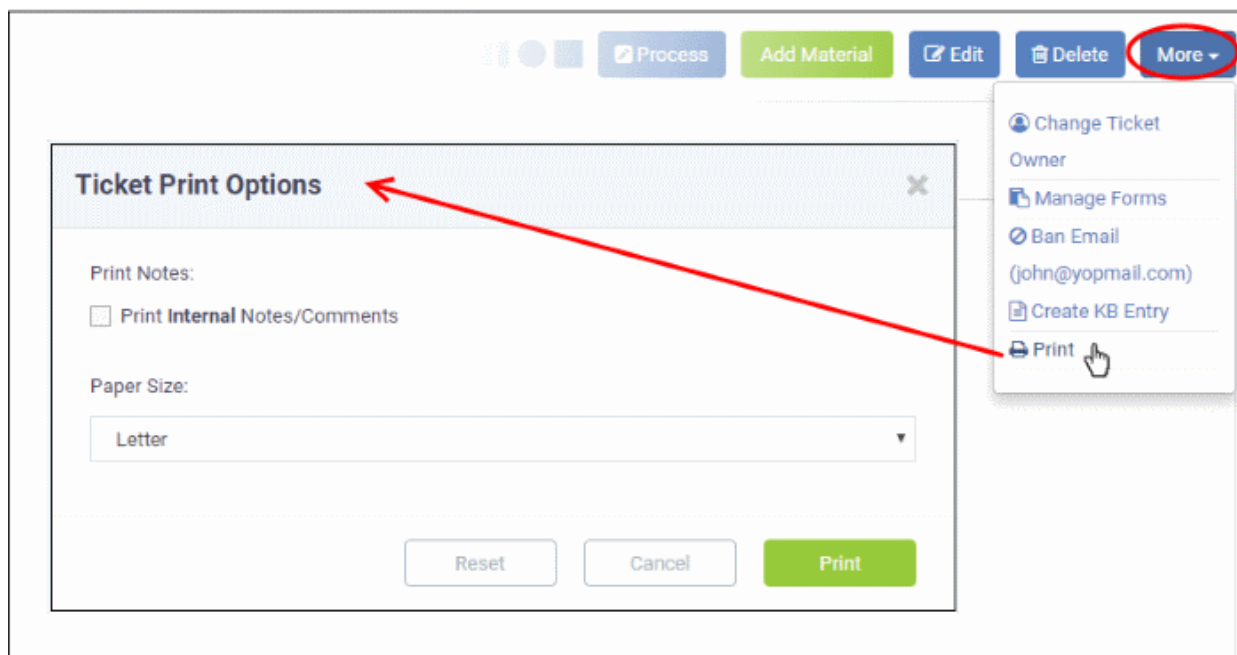 Process Add Material Edit Delete More
Change Ticket
Owner
Manage Forms
Ban Email
(john@yopmail.com)
Create KB Entry
Print
Ticket Print Options
Print Notes:
Print Internal Notes/Comments
Paper Size:
Letter
Reset Cancel Print